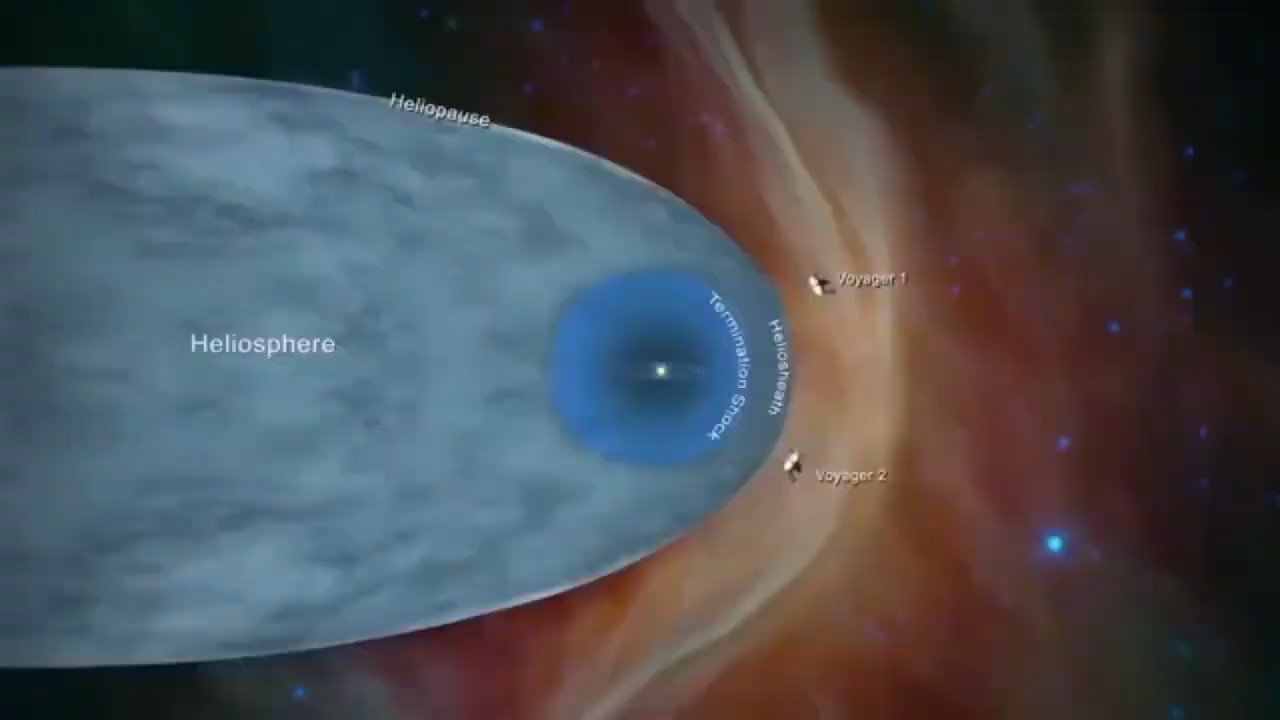 Heliopause
Voyager 1
Heliosphere
Termination Shock
Heliosheath
Voyager 2